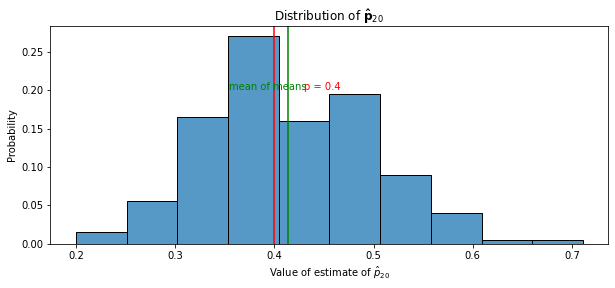 Distribution of p̂₂₀
0.25
0.20
0.15
0.10
0.05
0.00
Probability
mean of means
p = 0.4
0.2 0.3 0.4 0.5 0.6 0.7
Value of estimate of p̂₂₀